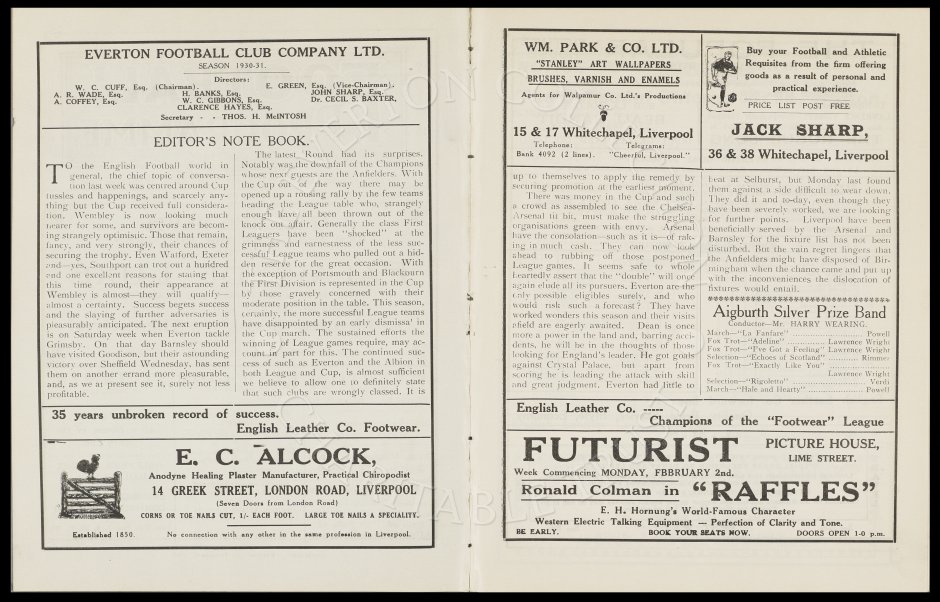 EVERTON FOOTBALL CLUB COMPANY LTD.
SEASON 1930-31.
Directors:
W. C. CUFF, Esq. (Chairman). E. GREEN, Esq. (Vice-Chairman).
A. R. WADE, Esq. H. BANKS, Esq. JOHN SHARP, Esq.
A. COFFEY, Esq. W. C. GIBBONS, Esq. Dr. CECIL S. BAXTER,
CLARENCE HAYES, Esq.
Secretary - - THOS. H. McINTOSH
EDITOR'S NOTE BOOK.
TO the English Football world in
general, the chief topic of conversa-
tion last week was centred around Cup
tussles and happenings, and scarcely any-
thing but the Cup received full considera-
tion. Wembley is now looking much
nearer for some, and survivors are becom-
ing strangely optimistic. Those that remain,
fancy, and very strongly, their chances of
securing the trophy. Even Watford, Exeter
and—yes, Southport can trot out a hundred
and one excellent reasons for stating that
this time round, their appearance at
Wembley is almost—they will qualify—
almost a certainty. Success begets success
and the slaying of further adversaries is
pleasurably anticipated. The next eruption
is on Saturday week when Everton tackle
Grimsby. On that day Barnsley should
have visited Goodison, but their astounding
victory over Sheffield Wednesday, has sent
them on another errand more pleasurable,
and, as we at present see it, surely not less
profitable.
The latest Round had its surprises.
Notably was the downfall of the Champions
whose next guests are the Anfielders. With
the Cup out of the way there may be
opened up a rousing rally by the few teams
heading the League table who, strangely
enough have all been thrown out of the
knock out affair. Generally the class First
Leaguers have been "shocked" at the
grimness and earnestness of the less suc-
cessful League teams who pulled out a hid-
den reserve for the great occasion. With
the exception of Portsmouth and Blackburn
the First Division is represented in the Cup
by those gravely concerned with their
moderate position in the table. This season,
certainly, the more successful League teams
have disappointed by an early dismissal in
the Cup march. The sustained efforts the
winning of League games require, may ac-
count in part for this. The continued suc-
cess of such as Everton and the Albion in
both League and Cup, is almost sufficient
we believe to allow one to definitely state
that such clubs are wrongly classed. It is
35 years unbroken record of success.
English Leather Co. Footwear.
E. C. ALCOCK,
Anodyne Healing Plaster Manufacturer, Practical Chiropodist
14 GREEK STREET, LONDON ROAD, LIVERPOOL
(Seven Doors from London Road)
CORNS OR TOE NAILS CUT, 1/- EACH FOOT. LARGE TOE NAILS A SPECIALITY.
Established 1850. No connection with any other in the same profession in Liverpool.
WM. PARK & CO. LTD.
"STANLEY" ART WALLPAPERS
BRUSHES, VARNISH AND ENAMELS
Agents for Walpamur Co. Ltd.'s Productions
15 & 17 Whitechapel, Liverpool
Telephone: Telegrams:
Bank 4092 (2 lines). "Cheerful, Liverpool."
Buy your Football and Athletic
Requisites from the firm offering
goods as a result of personal and
practical experience.
PRICE LIST POST FREE
JACK SHARP,
36 & 38 Whitechapel, Liverpool
up to themselves to apply the remedy by
securing promotion at the earliest moment.
There was money in the Cup and such
a crowd as assembled to see the Chelsea-
Arsenal tit bit, must make the struggling
organisations green with envy. Arsenal
have the consolation—such as it is—of rak-
ing in much cash. They can now look
ahead to rubbing off those postponed
League games. It seems safe to whole
heartedly assert that the "double" will once
again elude all its pursuers. Everton are the
only possible eligibles surely, and who
would risk such a forecast? They have
worked wonders this season and their visits
afield are eagerly awaited. Dean is once
more a power in the land and, barring acci-
dents, he will be in the thoughts of those
looking for England's leader. He got goals
against Crystal Palace, but apart from
scoring he is leading the attack with skill
and great judgment. Everton had little to
beat at Selhurst, but Monday last found
them against a side difficult to wear down.
They did it and to-day, even though they
have been severely worked, we are looking
for further points. Liverpool have been
beneficially served by the Arsenal and
Barnsley for the fixture list has not been
disturbed. But the vain regret lingers that
the Anfielders might have disposed of Bir-
mingham when the chance came and put up
with the inconveniences the dislocation of
fixtures would entail.
Aigburth Silver Prize Band
Conductor—Mr. HARRY WEARING.
March—"La Fanfare" Powell
Fox Trot—"Adeline" Lawrence Wright
Fox Trot—"I've Got a Feeling" Lawrence Wright
Selection—"Echoes of Scotland" Rimmer
Fox Trot—"Exactly Like You"
Lawrence Wright
Selection—"Rigoletto" Verdi
March—"Hale and Hearty" Powell
English Leather Co. -----
Champions of the "Footwear" League
FUTURIST PICTURE HOUSE,
LIME STREET.
Week Commencing MONDAY, FBBRUARY 2nd.
Ronald Colman in "RAFFLES"
E. H. Hornung's World-Famous Character
Western Electric Talking Equipment — Perfection of Clarity and Tone.
BE EARLY. BOOK YOUR SEATS NOW. DOORS OPEN 1-0 p.m.